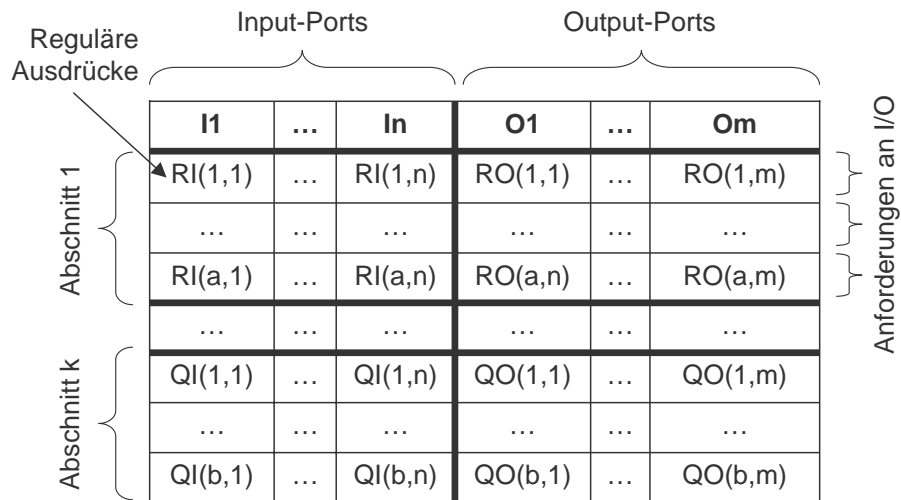 Input-Ports Output-Ports
Reguläre
Ausdrücke
I1 … In O1 … Om
Abschnitt 1
RI(1,1) … RI(1,n) RO(1,1) … RO(1,m)
… … … … … …
RI(a,1) … RI(a,n) RO(a,n) … RO(a,m)
Anforderungen an I/O
… … … … … …
Abschnitt k
QI(1,1) … QI(1,n) QO(1,1) … QO(1,m)
… … … … … …
QI(b,1) … QI(b,n) QO(b,1) … QO(b,m)